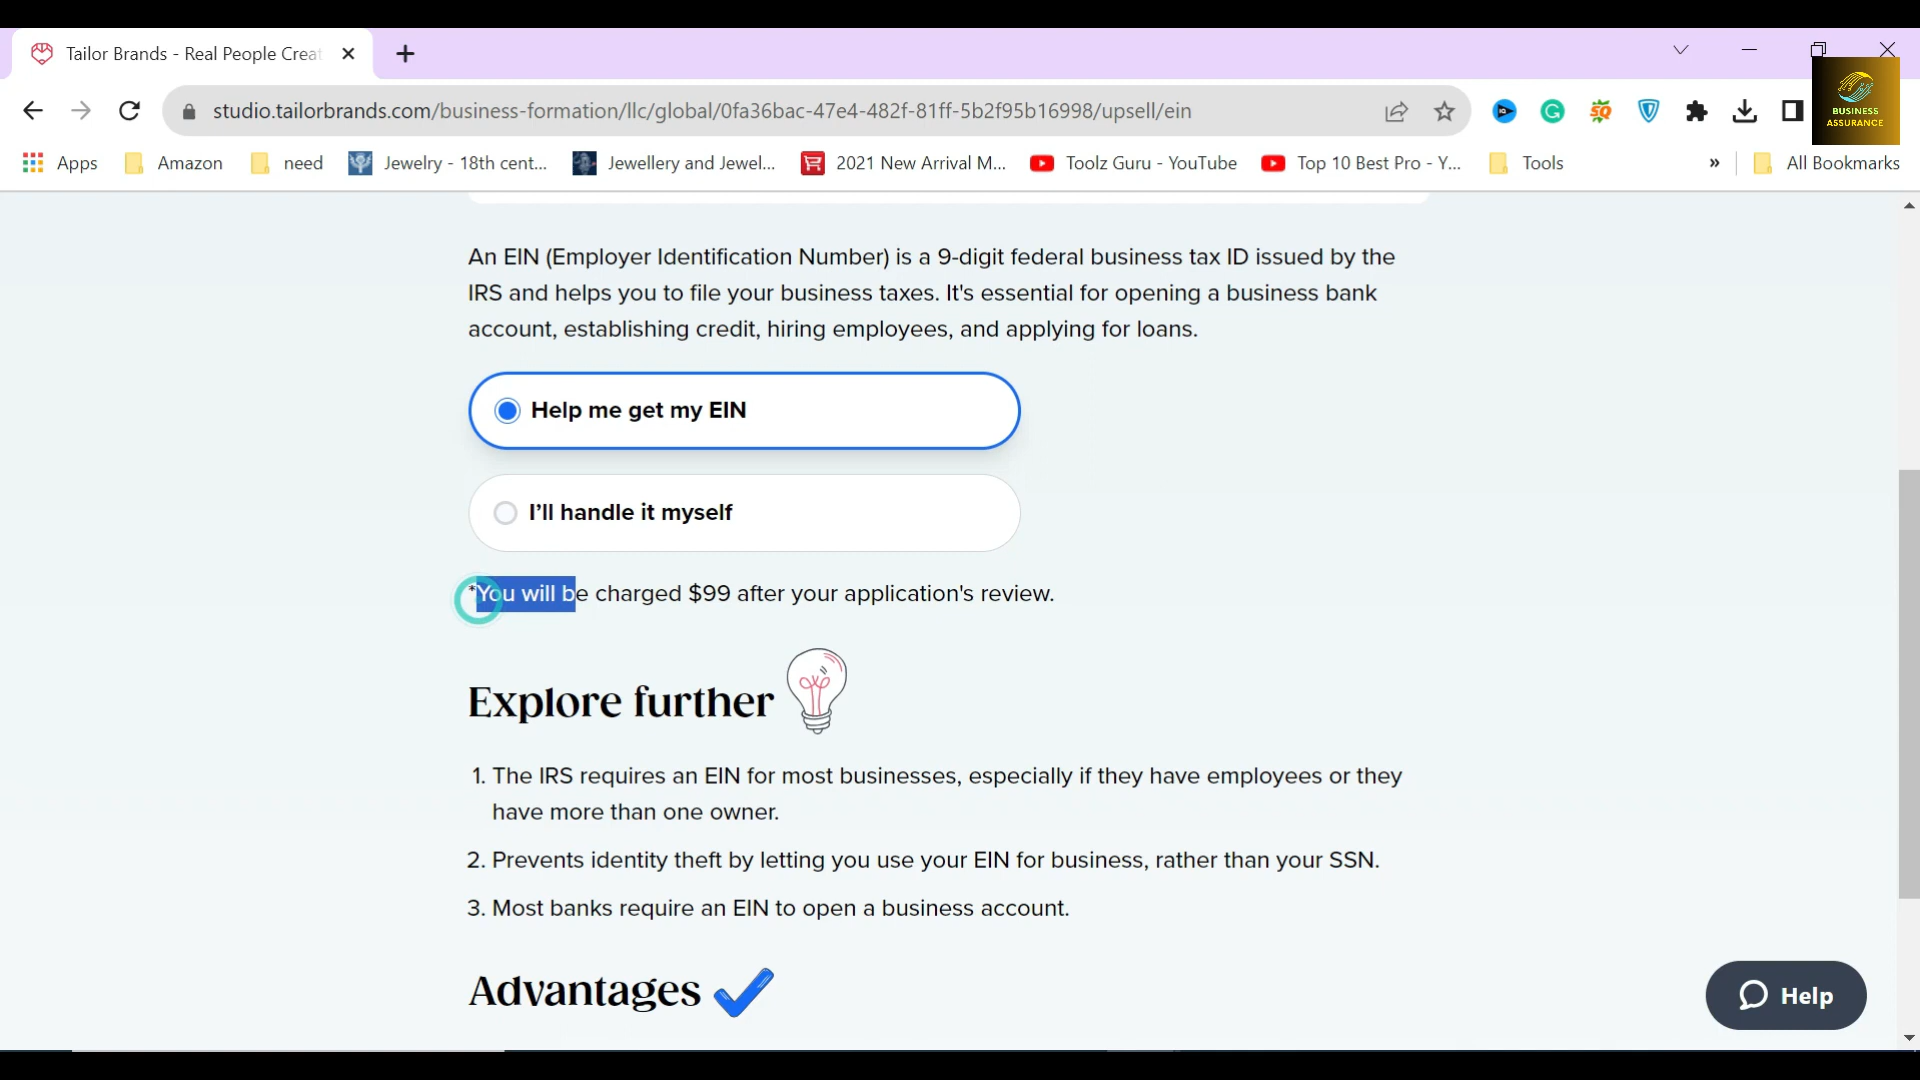 Tailor Brands - Real People Creat
studio.tailorbrands.com/business-formation/llc/global/0fa36bac-47e4-482f-81ff-5b2f95b16998/upsell/ein
BUSINESS
ASSURANCE
Apps
Amazon
need
Jewelry - 18th cent...
Jewellery and Jewel...
2021 New Arrival M...
Toolz Guru - YouTube
Top 10 Best Pro - Y...
Tools
»
All Bookmarks
An EIN (Employer Identification Number) is a 9-digit federal business tax ID issued by the
IRS and helps you to file your business taxes. It's essential for opening a business bank
account, establishing credit, hiring employees, and applying for loans.
Help me get my EIN
I’ll handle it myself
*You will be charged $99 after your application's review.
Explore further
1. The IRS requires an EIN for most businesses, especially if they have employees or they
have more than one owner.
2. Prevents identity theft by letting you use your EIN for business, rather than your SSN.
3. Most banks require an EIN to open a business account.
Advantages
Help